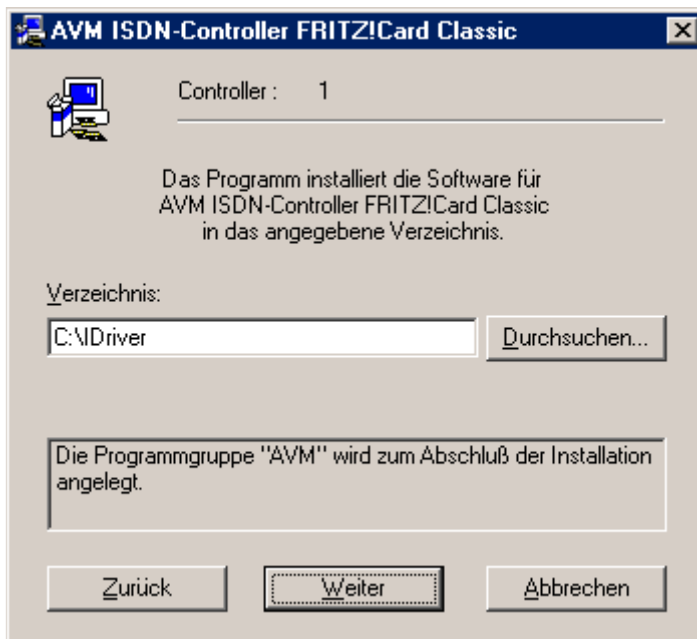 AVM ISDN-Controller FRITZ!Card Classic
Controller : 1
Das Programm installiert die Software für
AVM ISDN-Controller FRITZ!Card Classic
in das angegebene Verzeichnis.
Verzeichnis:
C:\IDriver
Durchsuchen...
Die Programmgruppe "AVM" wird zum Abschluß der Installation
angelegt.
Zurück
Weiter
Abbrechen